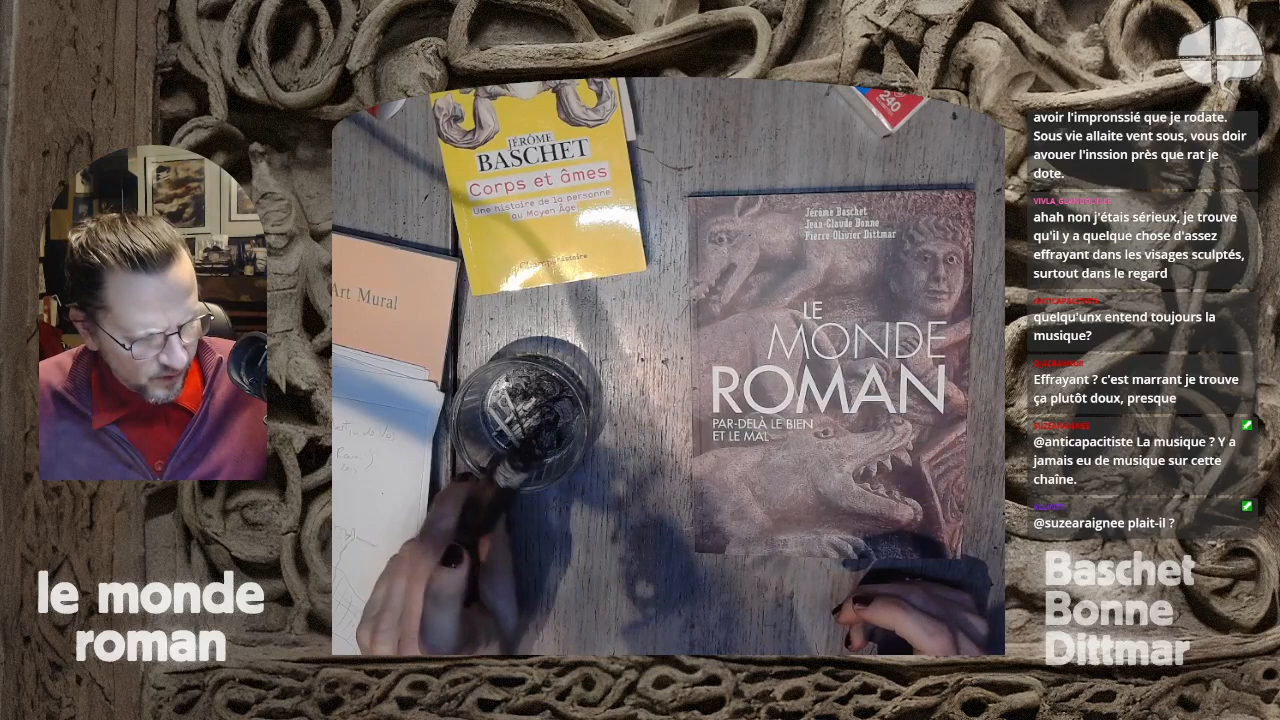 JÉRÔME
BASCHET
Corps et âmes
Une histoire de la personne
au Moyen Âge
Art Mural
240
Jérôme Baschet
Jean-Claude Bonne
Pierre-Olivier Dittmar
LE
MONDE
ROMAN
PAR-DELÀ LE BIEN
ET LE MAL
le monde
roman
avoir l'impronssié que je rodate.
Sous vie allaite vent sous, vous doir
avouer l'inssion près que rat je
dote.
ahah non j'étais sérieux, je trouve
qu'il y a quelque chose d'assez
effrayant dans les visages sculptés,
surtout dans le regard
quelqu'unx entend toujours la
musique?
Effrayant ? c'est marrant je trouve
ça plutôt doux, presque
@anticapacitiste La musique ? Y a
jamais eu de musique sur cette
chaîne.
@suzearaignee plait-il ?
Baschet
Bonne
Dittmar